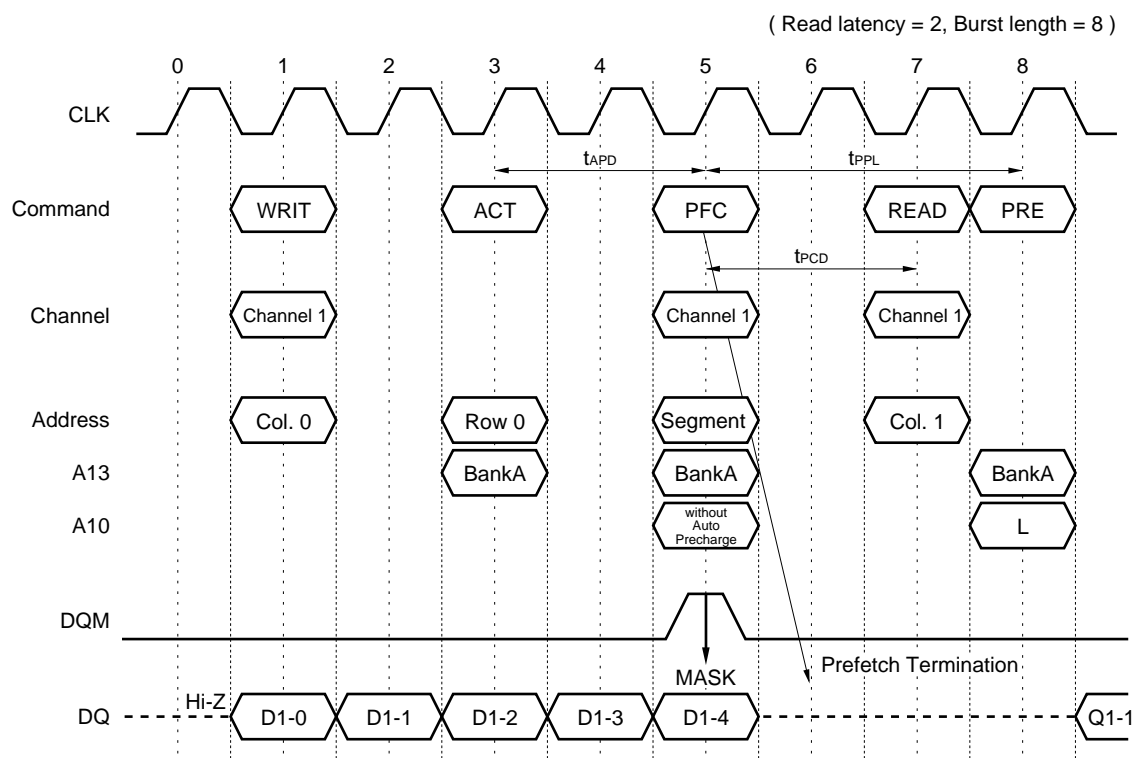 ( Read latency = 2, Burst length = 8 )
0 1 2 3 4 5 6 7 8
CLK
tAPD tPPL
Command WRIT ACT PFC READ PRE
tPCD
Channel Channel 1 Channel 1 Channel 1
Address Col. 0 Row 0 Segment Col. 1
A13 BankA BankA BankA
A10 without Auto Precharge L
DQM
MASK Prefetch Termination
Hi-Z
DQ D1-0 D1-1 D1-2 D1-3 D1-4 Q1-1